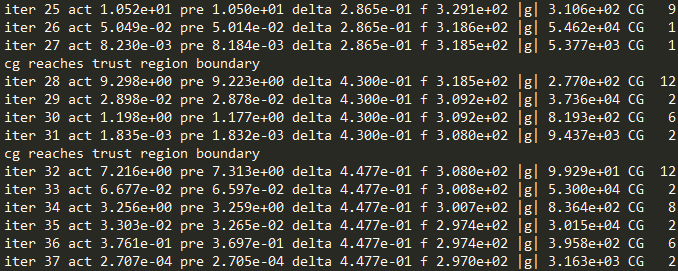 iter 25 act 1.052e+01 pre 1.050e+01 delta 2.865e-01 f 3.291e+02 |g| 3.106e+02 CG 9
iter 26 act 5.049e-02 pre 5.014e-02 delta 2.865e-01 f 3.186e+02 |g| 5.462e+04 CG 1
iter 27 act 8.230e-03 pre 8.184e-03 delta 2.865e-01 f 3.185e+02 |g| 5.377e+03 CG 1
cg reaches trust region boundary
iter 28 act 9.298e+00 pre 9.223e+00 delta 4.300e-01 f 3.185e+02 |g| 2.770e+02 CG 12
iter 29 act 2.898e-02 pre 2.878e-02 delta 4.300e-01 f 3.092e+02 |g| 3.736e+04 CG 2
iter 30 act 1.198e+00 pre 1.177e+00 delta 4.300e-01 f 3.092e+02 |g| 8.193e+02 CG 6
iter 31 act 1.835e-03 pre 1.832e-03 delta 4.300e-01 f 3.080e+02 |g| 9.437e+03 CG 2
cg reaches trust region boundary
iter 32 act 7.216e+00 pre 7.313e+00 delta 4.477e-01 f 3.080e+02 |g| 9.929e+01 CG 12
iter 33 act 6.677e-02 pre 6.597e-02 delta 4.477e-01 f 3.008e+02 |g| 5.300e+04 CG 2
iter 34 act 3.256e+00 pre 3.259e+00 delta 4.477e-01 f 3.007e+02 |g| 8.364e+02 CG 8
iter 35 act 3.303e-02 pre 3.265e-02 delta 4.477e-01 f 2.974e+02 |g| 3.015e+04 CG 2
iter 36 act 3.761e-01 pre 3.697e-01 delta 4.477e-01 f 2.974e+02 |g| 3.958e+02 CG 6
iter 37 act 2.707e-04 pre 2.705e-04 delta 4.477e-01 f 2.970e+02 |g| 3.163e+03 CG 2